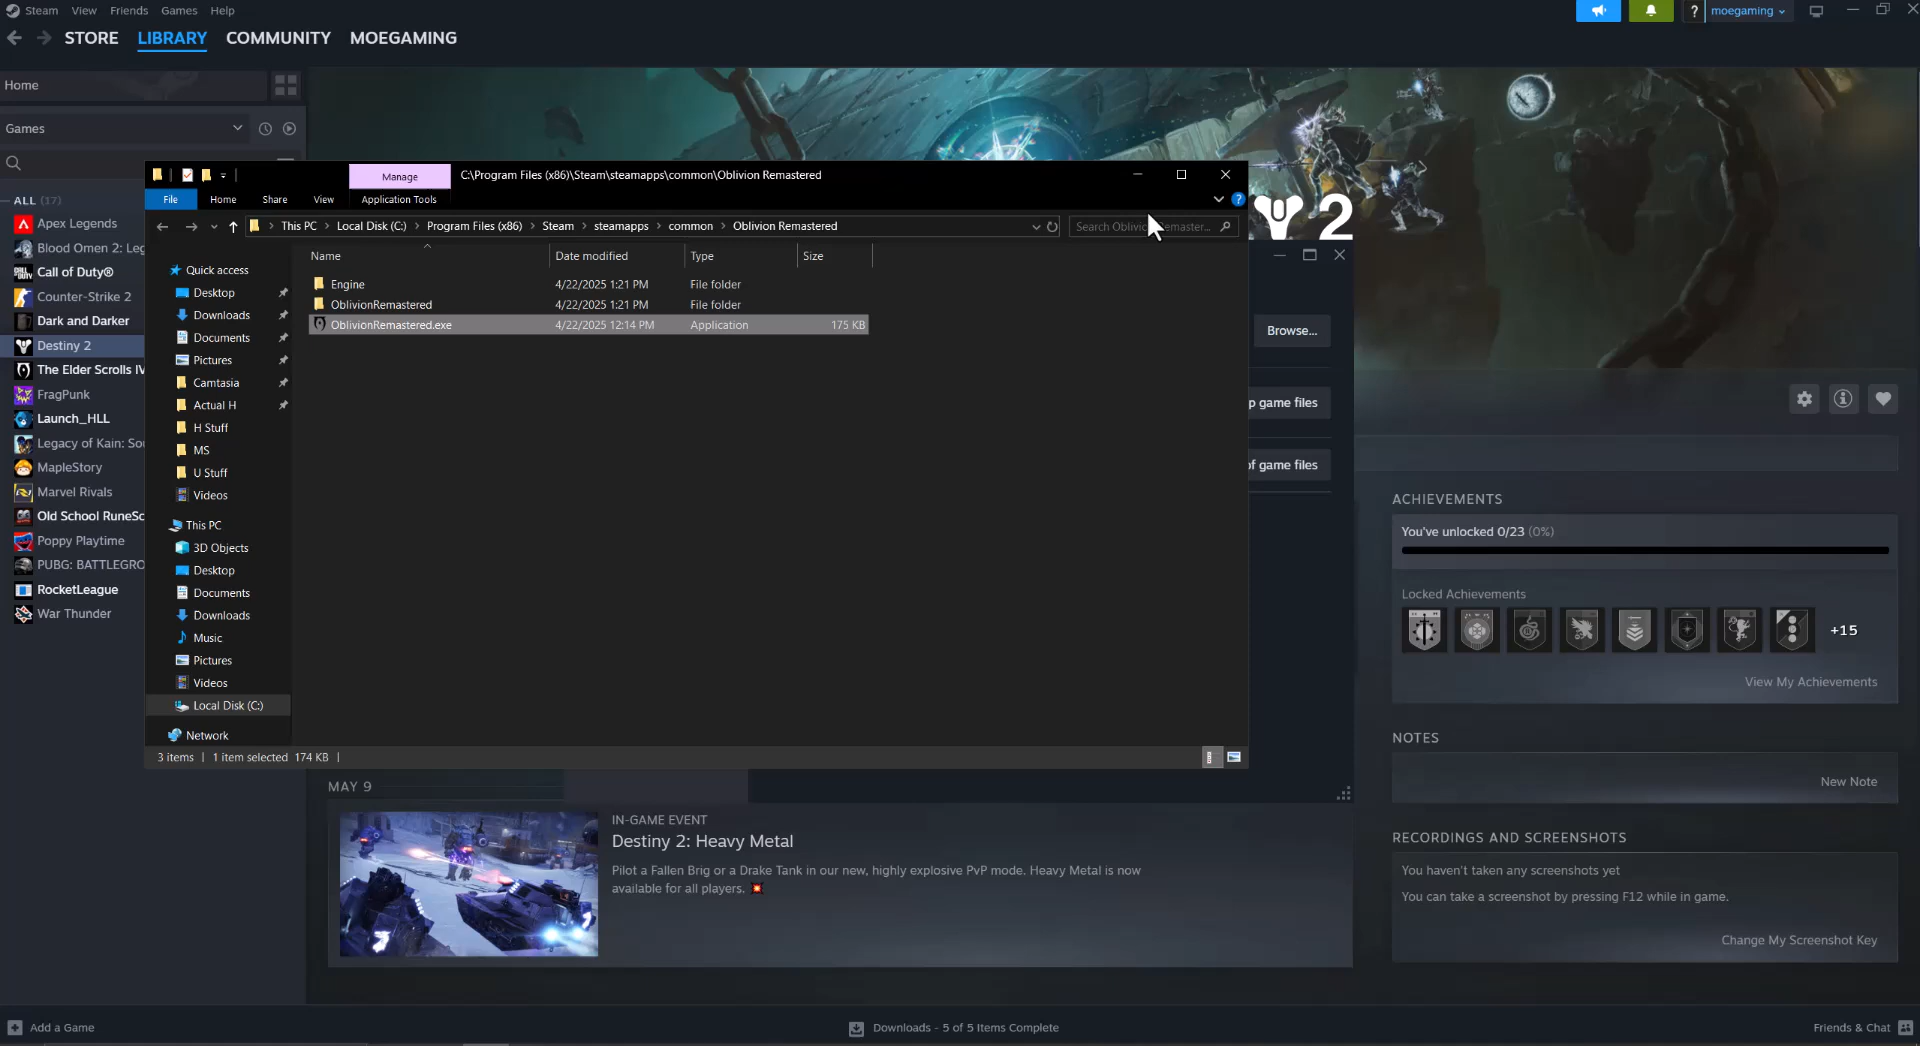 Steam View Friends Games Help
? moegaming
STORE LIBRARY COMMUNITY MOEGAMING
Home
Games
ALL (17)
Apex Legends
Blood Omen 2: Leg
Call of Duty®
Counter-Strike 2
Dark and Darker
Destiny 2
The Elder Scrolls IV
FragPunk
Launch_HLL
Legacy of Kain: Sou
MapleStory
Marvel Rivals
Old School RuneSc
Poppy Playtime
PUBG: BATTLEGRO
RocketLeague
War Thunder
Manage C:\Program Files (x86)\Steam\steamapps\common\Oblivion Remastered
File Home Share View Application Tools
This PC Local Disk (C:) Program Files (x86) Steam steamapps common Oblivion Remastered
Search
Name Date modified Type Size
Engine 4/22/2025 1:21 PM File folder
OblivionRemastered 4/22/2025 1:21 PM File folder
OblivionRemastered.exe 4/22/2025 12:14 PM Application 175 KB
Quick access
Desktop
Downloads
Documents
Pictures
Camtasia
Actual H
H Stuff
MS
U Stuff
Videos
This PC
3D Objects
Desktop
Documents
Downloads
Music
Pictures
Videos
Local Disk (C:)
Network
3 items 1 item selected 174 KB
2
Browse...
p game files
of game files
ACHIEVEMENTS
You've unlocked 0/23 (0%)
Locked Achievements
+15
View My Achievements
NOTES
New Note
RECORDINGS AND SCREENSHOTS
You haven't taken any screenshots yet
You can take a screenshot by pressing F12 while in game.
Change My Screenshot Key
MAY 9
IN-GAME EVENT
Destiny 2: Heavy Metal
Pilot a Fallen Brig or a Drake Tank in our new, highly explosive PvP mode. Heavy Metal is now
available for all players. 💥
Add a Game
Downloads - 5 of 5 Items Complete
Friends & Chat